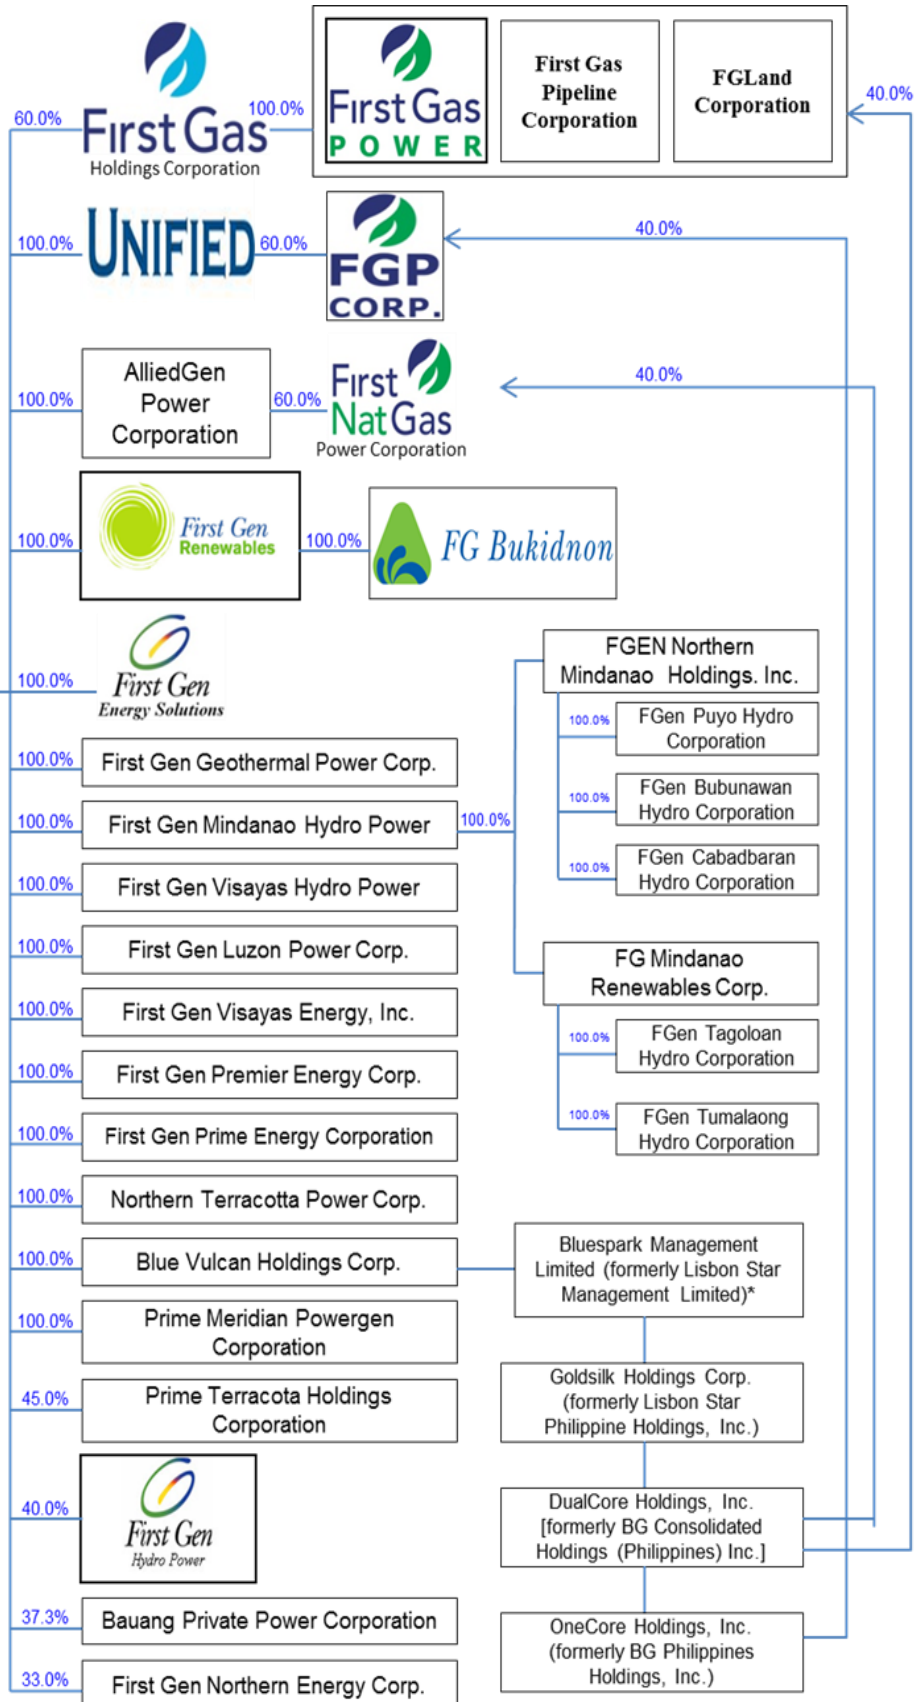 60.0%
First Gas
Holdings Corporation
100.0%
First Gas
POWER
First Gas
Pipeline
Corporation
FGLand
Corporation
40.0%
100.0%
UNIFIED
60.0%
FGP
CORP.
40.0%
100.0%
AlliedGen
Power
Corporation
60.0%
First
NatGas
Power Corporation
40.0%
100.0%
First Gen
Renewables
100.0%
FG Bukidnon
100.0%
First Gen
Energy Solutions
100.0%
First Gen Geothermal Power Corp.
100.0%
First Gen Mindanao Hydro Power
100.0%
FGEN Northern
Mindanao Holdings. Inc.
100.0%
FGen Puyo Hydro
Corporation
100.0%
FGen Bubunawan
Hydro Corporation
100.0%
FGen Cabadbaran
Hydro Corporation
FG Mindanao
Renewables Corp.
100.0%
FGen Tagoloan
Hydro Corporation
100.0%
FGen Tumalaong
Hydro Corporation
100.0%
First Gen Visayas Hydro Power
100.0%
First Gen Luzon Power Corp.
100.0%
First Gen Visayas Energy, Inc.
100.0%
First Gen Premier Energy Corp.
100.0%
First Gen Prime Energy Corporation
100.0%
Northern Terracotta Power Corp.
100.0%
Blue Vulcan Holdings Corp.
Bluespark Management
Limited (formerly Lisbon Star
Management Limited)*
Goldsilk Holdings Corp.
(formerly Lisbon Star
Philippine Holdings, Inc.)
DualCore Holdings, Inc.
[formerly BG Consolidated
Holdings (Philippines) Inc.]
OneCore Holdings, Inc.
(formerly BG Philippines
Holdings, Inc.)
100.0%
Prime Meridian Powergen
Corporation
45.0%
Prime Terracota Holdings
Corporation
40.0%
First Gen
Hydro Power
37.3%
Bauang Private Power Corporation
33.0%
First Gen Northern Energy Corp.